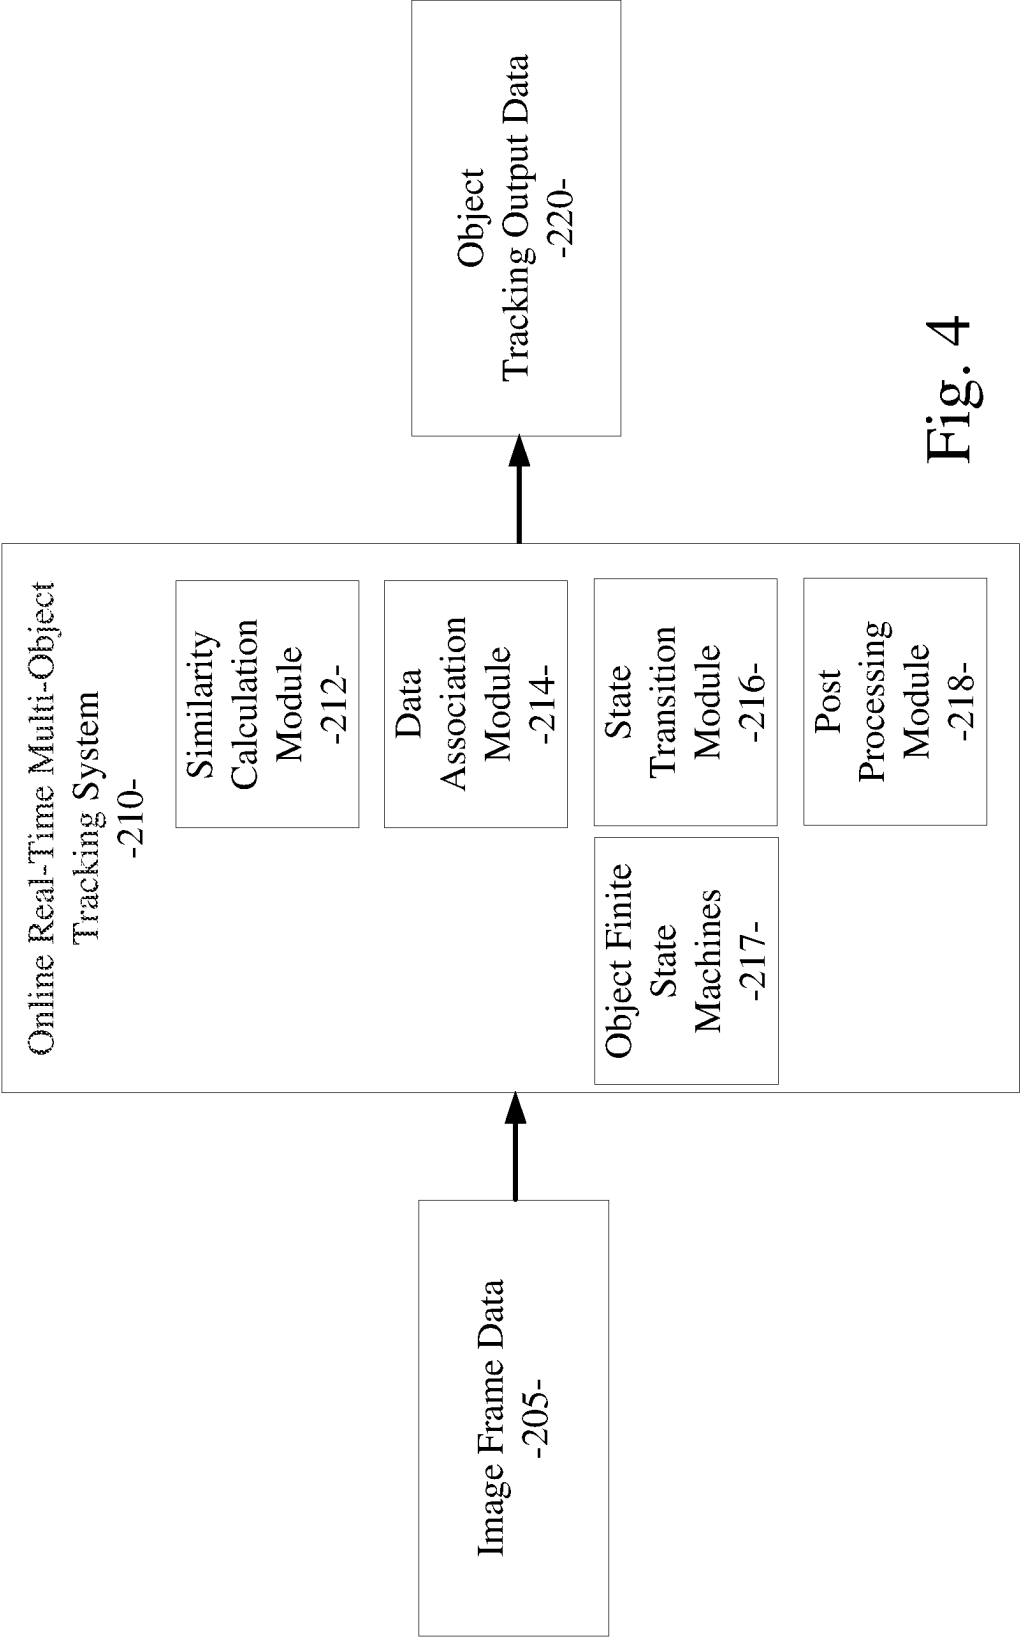 Image Frame Data
-205-
Online Real-Time Multi-Object
Tracking System
-210-
Similarity
Calculation
Module
-212-
Data
Association
Module
-214-
Object Finite
State
Machines
-217-
State
Transition
Module
-216-
Post
Processing
Module
-218-
Object
Tracking Output Data
-220-
Fig. 4